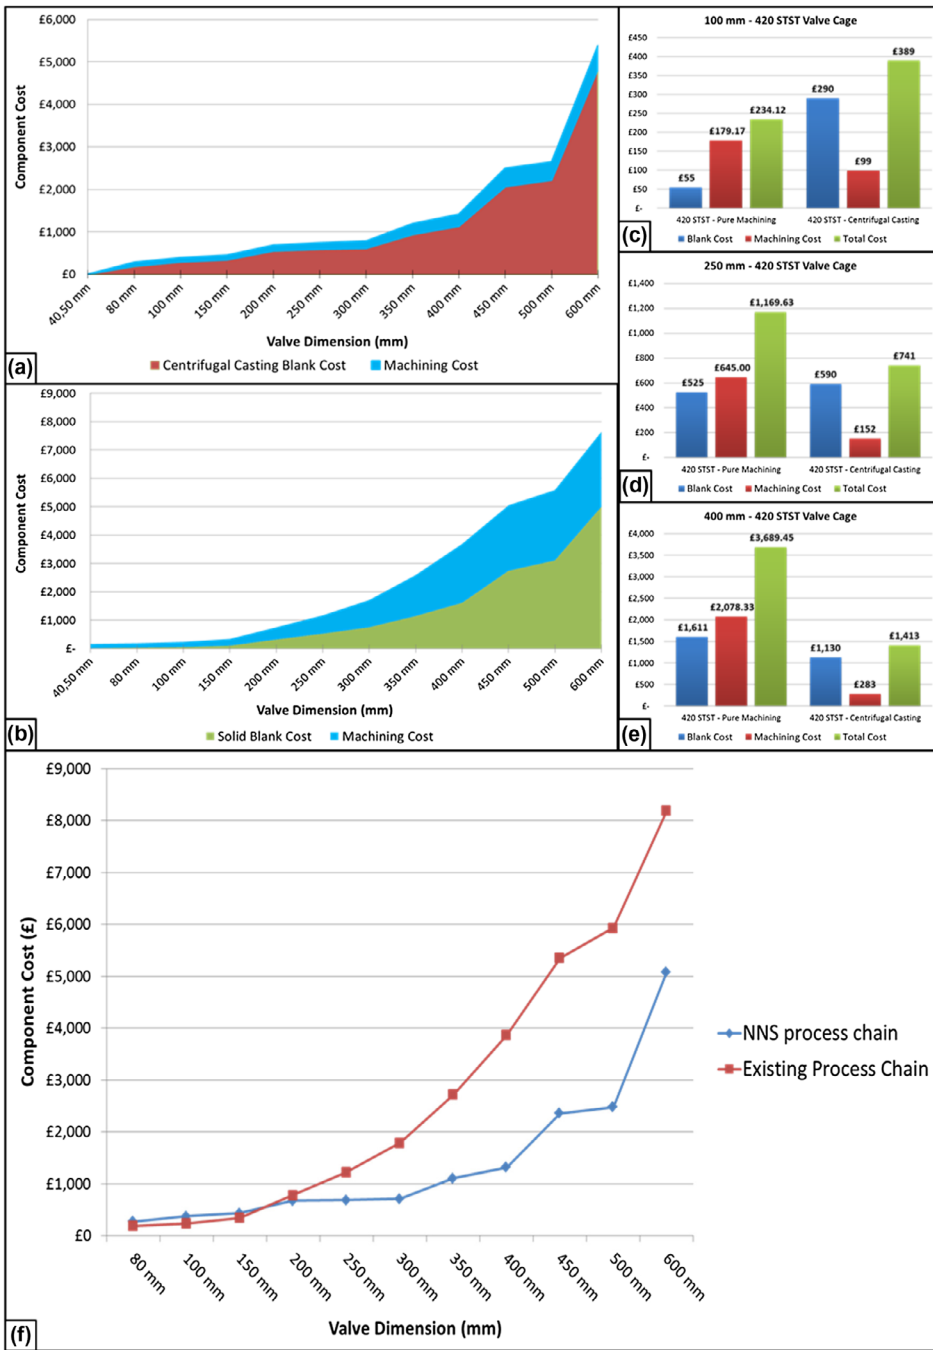 £6,000
£5,000
£4,000
£3,000
£2,000
£1,000
£0
Component Cost
40,50 mm
80 mm
100 mm
150 mm
200 mm
250 mm
300 mm
350 mm
400 mm
450 mm
500 mm
600 mm
Valve Dimension (mm)
Centrifugal Casting Blank Cost
Machining Cost
(a)
£9,000
£8,000
£7,000
£6,000
£5,000
£4,000
£3,000
£2,000
£1,000
£-
Component Cost
40,50 mm
80 mm
100 mm
150 mm
200 mm
250 mm
300 mm
350 mm
400 mm
450 mm
500 mm
600 mm
Valve Dimension (mm)
Solid Blank Cost
Machining Cost
(b)
100 mm - 420 STST Valve Cage
£450
£400
£350
£300
£250
£200
£150
£100
£50
£-
£55
£179.17
£234.12
£290
£99
£389
420 STST - Pure Machining
420 STST - Centrifugal Casting
Blank Cost
Machining Cost
Total Cost
(c)
250 mm - 420 STST Valve Cage
£1,400
£1,200
£1,000
£800
£600
£400
£200
£-
£525
£645.00
£1,169.63
£590
£152
£741
420 STST - Pure Machining
420 STST - Centrifugal Casting
Blank Cost
Machining Cost
Total Cost
(d)
400 mm - 420 STST Valve Cage
£4,000
£3,500
£3,000
£2,500
£2,000
£1,500
£1,000
£500
£-
£1,611
£2,078.33
£3,689.45
£1,130
£283
£1,413
420 STST - Pure Machining
420 STST - Centrifugal Casting
Blank Cost
Machining Cost
Total Cost
(e)
£9,000
£8,000
£7,000
£6,000
£5,000
£4,000
£3,000
£2,000
£1,000
£0
Component Cost (£)
80 mm
100 mm
150 mm
200 mm
250 mm
300 mm
350 mm
400 mm
450 mm
500 mm
600 mm
Valve Dimension (mm)
NNS process chain
Existing Process Chain
(f)